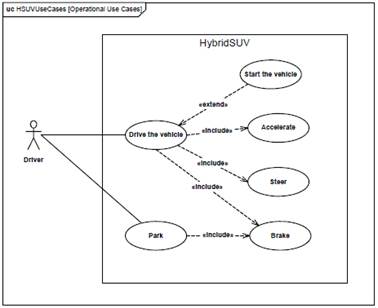 uc HSUVUseCases [Operational Use Cases]
HybridSUV
Start the vehicle
«extend»
Drive the vehicle
«include»
Accelerate
Driver
«include»
Steer
«include»
Park
«include»
Brake